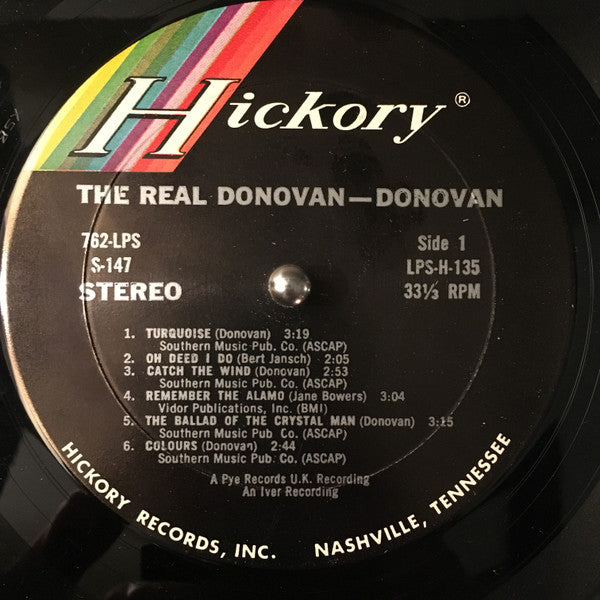 Hickory®
THE REAL DONOVAN—DONOVAN
762-LPS Side 1
S-147 LPS-H-135
STEREO 33⅓ RPM
1. TURQUOISE (Donovan) 3:19
Southern Music Pub. Co. (ASCAP)
2. OH DEED I DO (Bert Jansch) 2:05
3. CATCH THE WIND (Donovan) 2:53
Southern Music Pub. Co. (ASCAP)
4. REMEMBER THE ALAMO (Jane Bowers) 3:04
Vidor Publications, Inc. (BMI)
5. THE BALLAD OF THE CRYSTAL MAN (Donovan) 3:15
Southern Music Pub. Co. (ASCAP)
6. COLOURS (Donovan) 2:44
Southern Music Pub. Co. (ASCAP)
A Pye Records U.K. Recording
An Iver Recording
HICKORY RECORDS, INC. NASHVILLE, TENNESSEE